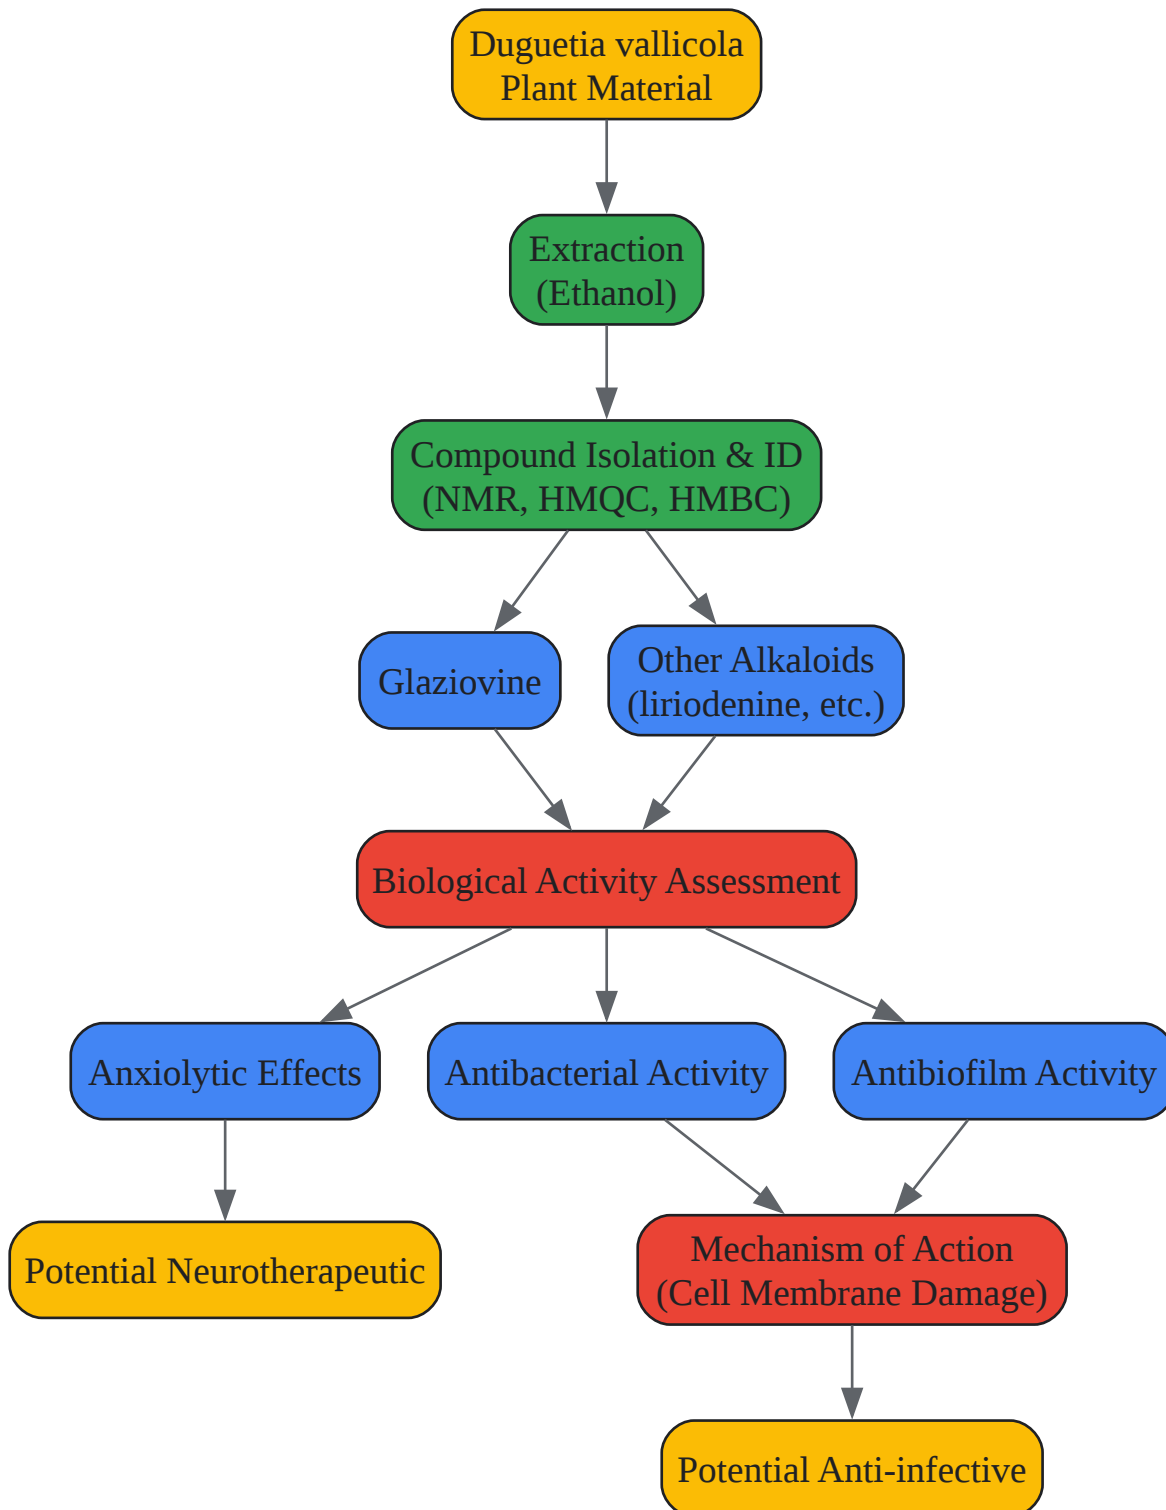 Duguetia vallicola
Plant Material
Extraction
(Ethanol)
Compound Isolation & ID
(NMR, HMQC, HMBC)
Glaziovine
Other Alkaloids
(liriodenine, etc.)
Biological Activity Assessment
Anxiolytic Effects
Antibacterial Activity
Antibiofilm Activity
Potential Neurotherapeutic
Mechanism of Action
(Cell Membrane Damage)
Potential Anti-infective